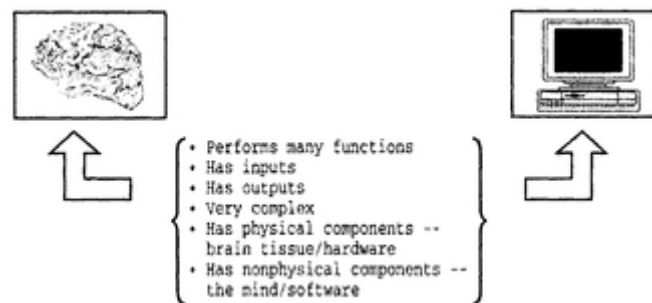 • Performs many functions
• Has inputs
• Has outputs
• Very complex
• Has physical components --
brain tissue/hardware
• Has nonphysical components --
the mind/software